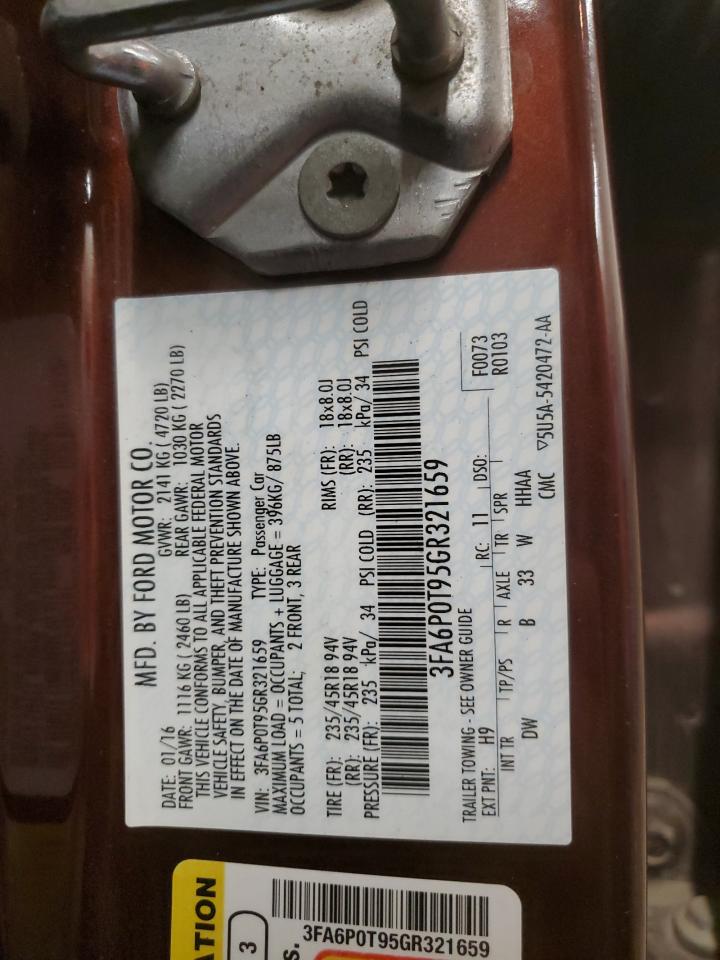 MFD. BY FORD MOTOR CO.
DATE: 01/16 GVWR: 2141 KG ( 4720 LB)
FRONT GAWR: 1116 KG ( 2460 LB) REAR GAWR: 1030 KG ( 2270 LB)
THIS VEHICLE CONFORMS TO ALL APPLICABLE FEDERAL MOTOR
VEHICLE SAFETY, BUMPER, AND THEFT PREVENTION STANDARDS
IN EFFECT ON THE DATE OF MANUFACTURE SHOWN ABOVE.
VIN: 3FA6P0T95GR321659 TYPE: Passenger Car
MAXIMUM LOAD = OCCUPANTS + LUGGAGE = 396KG/ 875LB
OCCUPANTS = 5 TOTAL; 2 FRONT, 3 REAR
TIRE (FR): 235/45R18 94V RIMS (FR): 18x8.0J
(RR): 235/45R18 94V (RR): 18x8.0J
PRESSURE (FR): 235 kPa/ 34 PSI COLD (RR): 235 kPa/ 34 PSI COLD
3FA6P0T95GR321659
TRAILER TOWING - SEE OWNER GUIDE
F0073
EXT PNT: H9 RC: 11 DSO: R0103
INT TR TP/PS R AXLE TR SPR
DW B 33 W HHAA
CMC ▽5U5A-5420472-AA
ATION
3
S.
3FA6P0T95GR321659